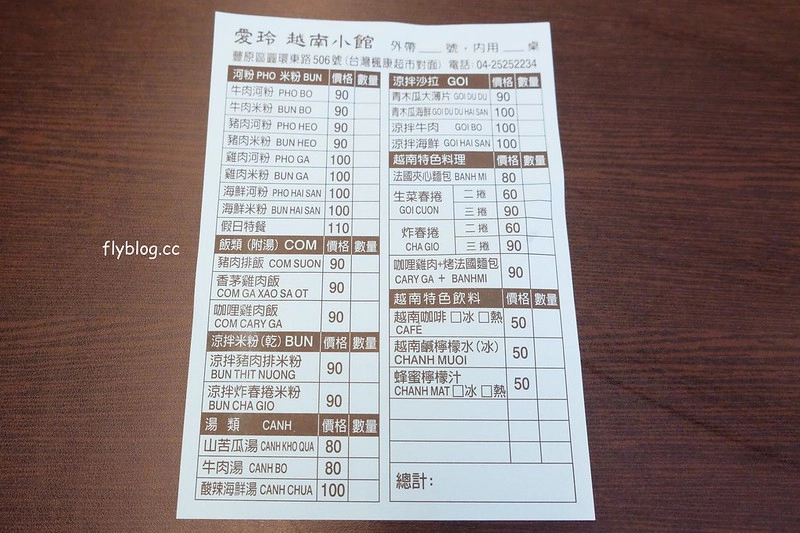 愛玲 越南小館 外帶 ___ 號，內用 ___ 桌
豐原區圓環東路506號(台灣楓康超市對面) 電話: 04-25252234
河粉 PHO 米粉 BUN 價格 數量
牛肉河粉 PHO BO 90
牛肉米粉 BUN BO 90
豬肉河粉 PHO HEO 90
豬肉米粉 BUN HEO 90
雞肉河粉 PHO GA 100
雞肉米粉 BUN GA 100
海鮮河粉 PHO HAI SAN 100
海鮮米粉 BUN HAI SAN 100
假日特餐 110
飯類(附湯) COM 價格 數量
豬肉排飯 COM SUON 90
香茅雞肉飯
COM GA XAO SA OT 90
咖哩雞肉飯
COM CARY GA 90
涼拌米粉(乾) BUN 價格 數量
涼拌豬肉排米粉
BUN THIT NUONG 90
涼拌炸春捲米粉
BUN CHA GIO 90
湯 類 CANH 價格 數量
山苦瓜湯 CANH KHO QUA 80
牛肉湯 CANH BO 80
酸辣海鮮湯 CANH CHUA 100
涼拌沙拉 GOI 價格 數量
青木瓜大薄片 GOI DU DU 90
青木瓜海鮮 GOI DU DU HAI SAN 100
涼拌牛肉 GOI BO 100
涼拌海鮮 GOI HAI SAN 100
越南特色料理 價格 數量
法國夾心麵包 BANH MI 80
生菜春捲 二捲 60
GOI CUON 三捲 90
炸春捲 二捲 60
CHA GIO 三捲 90
咖哩雞肉+烤法國麵包
CARY GA + BANHMI 90
越南特色飲料 價格 數量
越南咖啡 □冰 □熱
CAFE 50
越南鹹檸檬水(冰)
CHANH MUOI 50
蜂蜜檸檬汁
CHANH MAT □冰 □熱 50
總計:
flyblog.cc